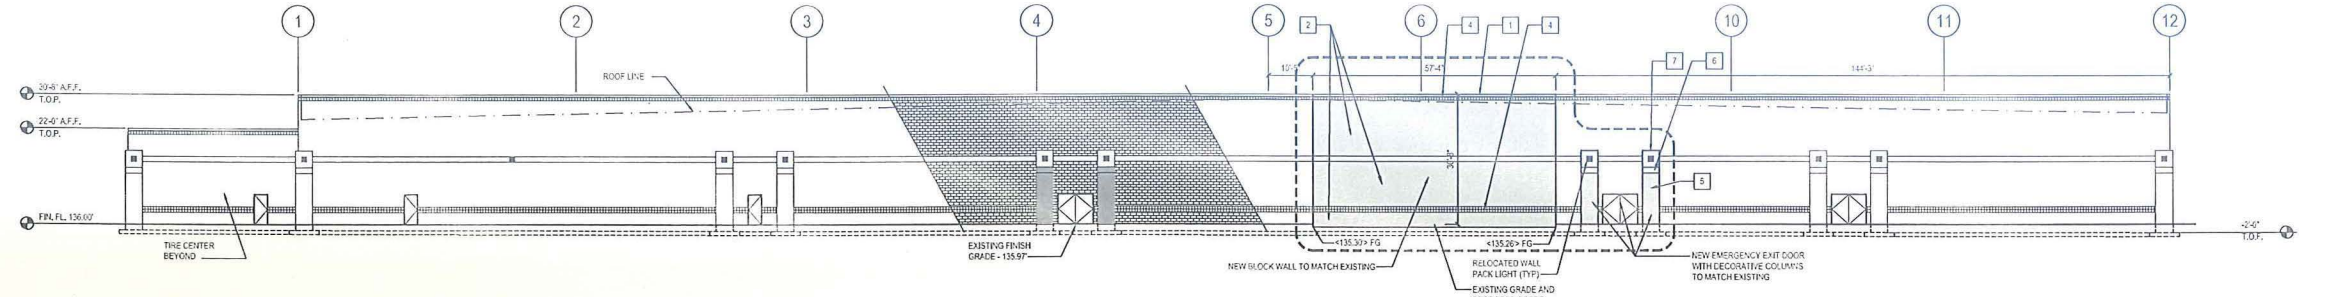 1 2 3 4 5 6 10 11 12
2 4 1 4
7 6
ROOF LINE
57'-4"
144'-3"
T.O.P.
22'-0" A.F.F.
T.O.P.
30'-8"
5
FIN. FL. 136.00'
T.O.P.
TIRE CENTER
BEYOND
EXISTING FINISH
GRADE - 135.97'
<135.30> FG
<135.26> FG
NEW BLOCK WALL TO MATCH EXISTING
RELOCATED WALL
PACK LIGHT (TYP)
NEW EMERGENCY EXIT DOOR
WITH DECORATIVE COLUMNS
TO MATCH EXISTING
EXISTING GRADE AND